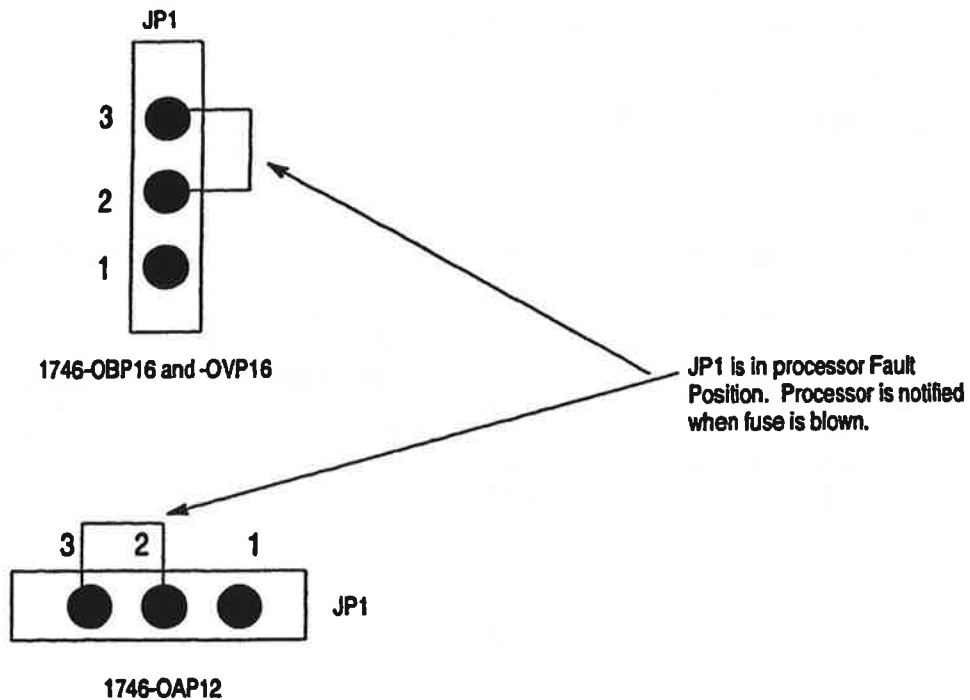 JP1
3
2
1
1746-OBP16 and -OVP16
JP1 is in processor Fault
Position. Processor is notified
when fuse is blown.
3 2 1
JP1
1746-OAP12